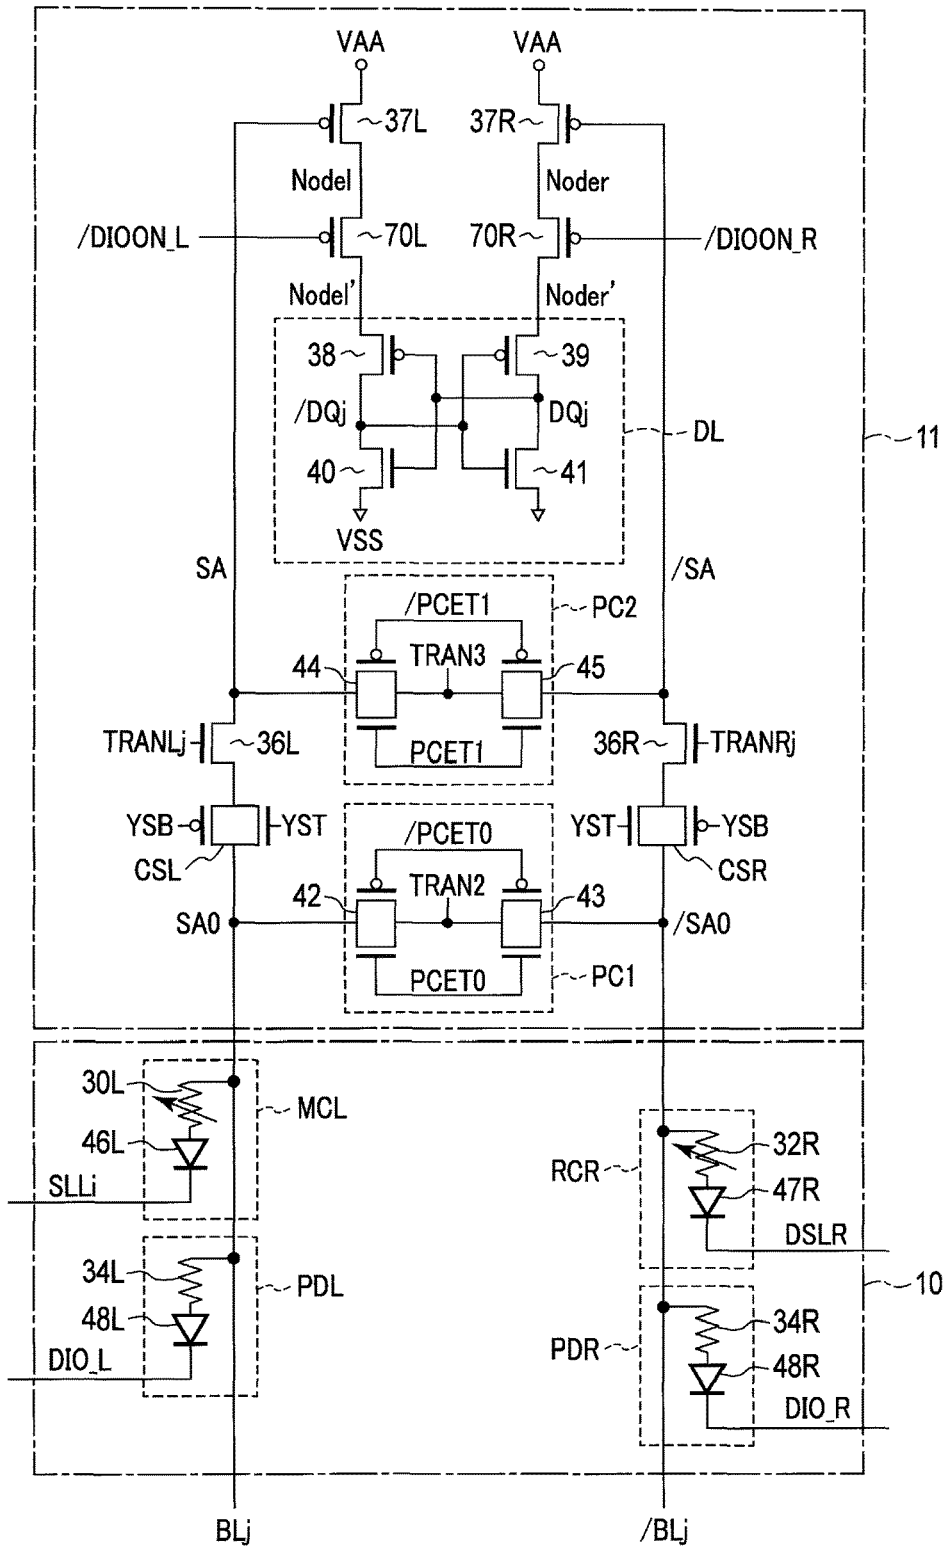 VAA VAA
37L 37R
Nodel Noder
/DIOON_L 70L 70R /DIOON_R
Nodel' Noder'
38 39
/DQj DQj DL 11
40 41
VSS
SA /SA
/PCET1 PC2
44 TRAN3 45
TRANLj 36L PCET1 36R TRANRj
YSB YST YST YSB
CSL /PCET0 CSR
42 TRAN2 43
SA0 /SA0
PCET0 PC1
30L MCL
46L 32R
SLLj RCR 47R
DSLR
34L PDL 10
48L 34R
DIO_L PDR 48R
DIO_R
BLj /BLj